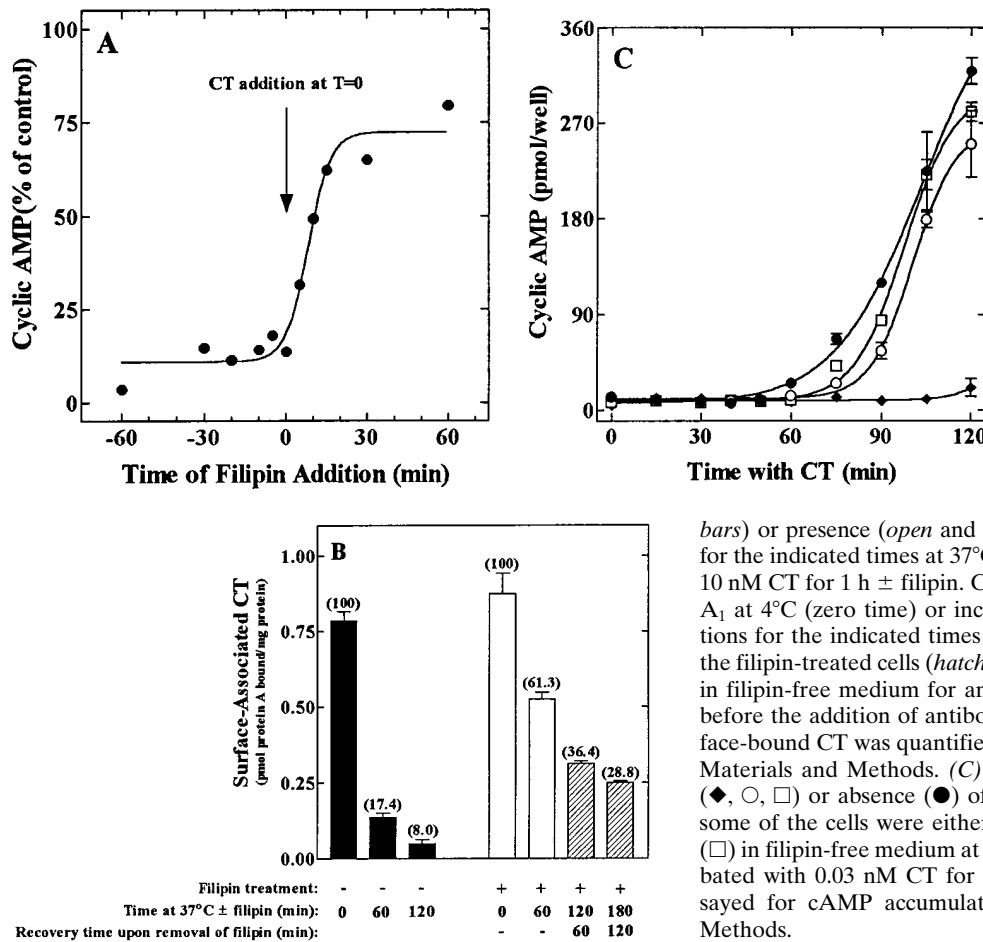 A
CT addition at T=0
Cyclic AMP(% of control)
100
75
50
25
0
-60 -30 0 30 60
Time of Filipin Addition (min)
C
Cyclic AMP (pmol/well)
360
270
180
90
0
0 30 60 90 120
Time with CT (min)
B
Surface-Associated CT
(pmol protein A bound/mg protein)
1.00
0.75
0.50
0.25
0.00
(100) (17.4) (8.0) (100) (61.3) (36.4) (28.8)
Filipin treatment: - - - + + + +
Time at 37°C ± filipin (min): 0 60 120 0 60 120 180
Recovery time upon removal of filipin (min): - - 60 120
bars) or presence (open and
for the indicated times at 37°C
10 nM CT for 1 h ± filipin. C
A1 at 4°C (zero time) or inc
tions for the indicated times
the filipin-treated cells (hatch
in filipin-free medium for an
before the addition of antibo
face-bound CT was quantifie
Materials and Methods. (C)
(◆, ○, □) or absence (●) of
some of the cells were either
(□) in filipin-free medium at
bated with 0.03 nM CT for
sayed for cAMP accumulat
Methods.